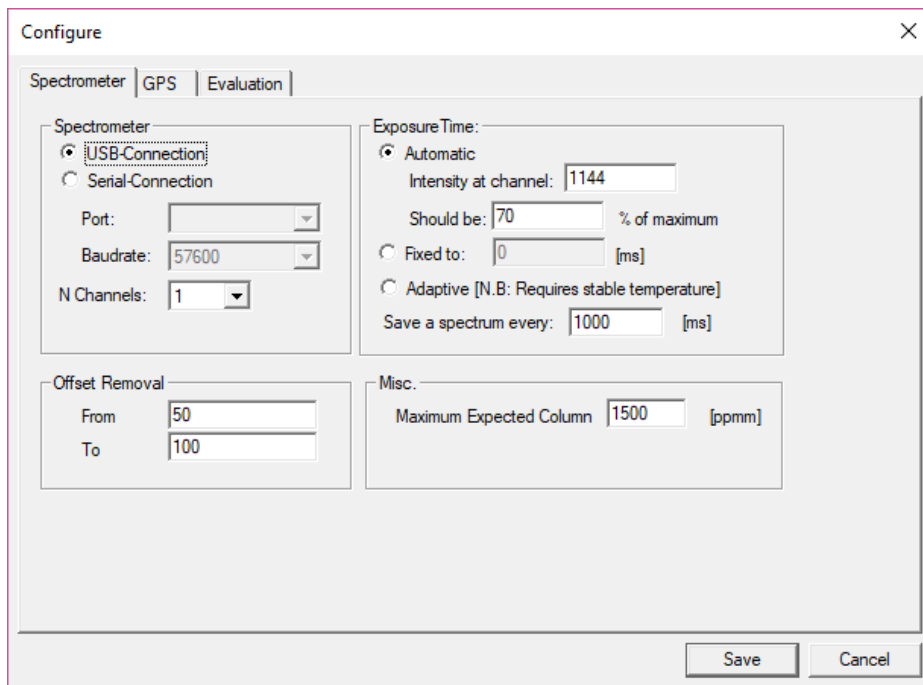 Configure
Spectrometer GPS Evaluation
Spectrometer
USB-Connection
Serial-Connection
Port:
Baudrate: 57600
N Channels: 1
ExposureTime:
Automatic
Intensity at channel: 1144
Should be: 70 % of maximum
Fixed to: 0 [ms]
Adaptive [N.B: Requires stable temperature]
Save a spectrum every: 1000 [ms]
Offset Removal
From 50
To 100
Misc.
Maximum Expected Column 1500 [ppmm]
Save Cancel